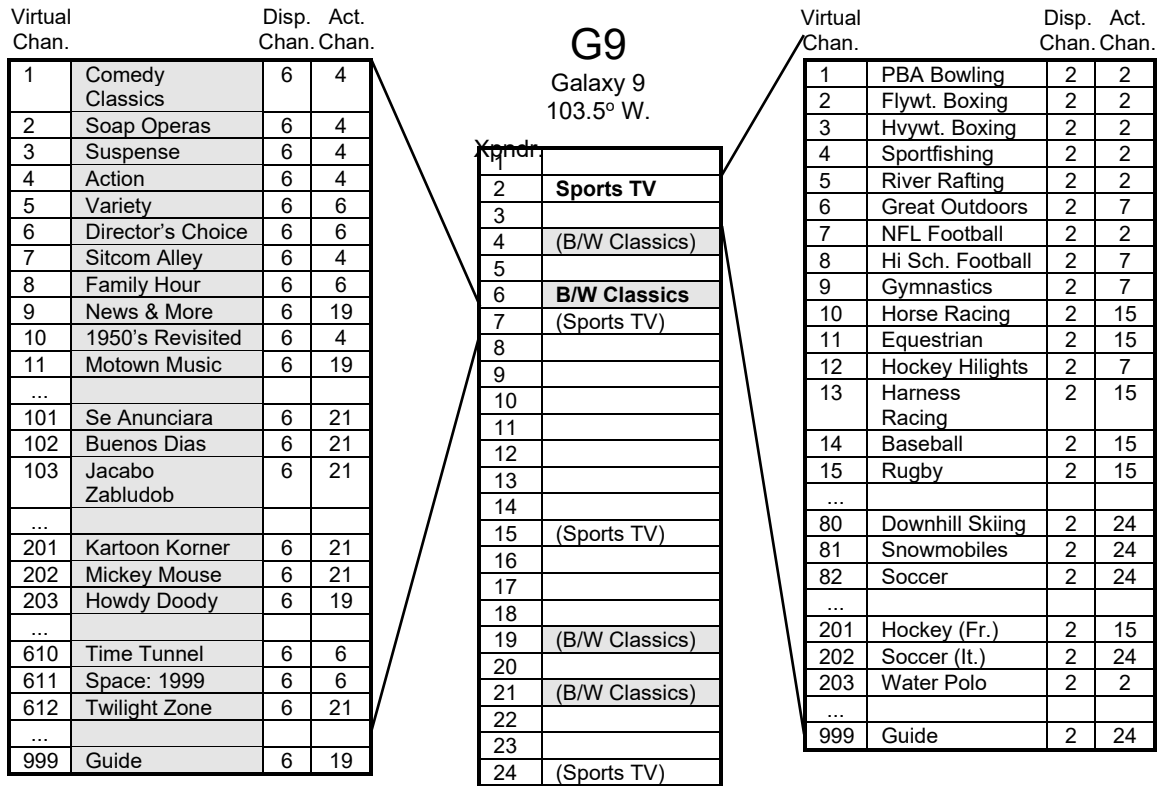 Virtual Disp. Act.
Chan. Chan. Chan.
1 Comedy 6 4
Classics
2 Soap Operas 6 4
3 Suspense 6 4
4 Action 6 4
5 Variety 6 6
6 Director's Choice 6 6
7 Sitcom Alley 6 4
8 Family Hour 6 6
9 News & More 6 19
10 1950's Revisited 6 4
11 Motown Music 6 19
...
101 Se Anunciara 6 21
102 Buenos Dias 6 21
103 Jacabo 6 21
Zabludob
...
201 Kartoon Korner 6 21
202 Mickey Mouse 6 21
203 Howdy Doody 6 19
...
610 Time Tunnel 6 6
611 Space: 1999 6 6
612 Twilight Zone 6 21
...
999 Guide 6 19
G9
Galaxy 9
103.5º W.
Xpndr.
1
2 Sports TV
3
4 (B/W Classics)
5
6 B/W Classics
7 (Sports TV)
8
9
10
11
12
13
14
15 (Sports TV)
16
17
18
19 (B/W Classics)
20
21 (B/W Classics)
22
23
24 (Sports TV)
Virtual Disp. Act.
Chan. Chan. Chan.
1 PBA Bowling 2 2
2 Flywt. Boxing 2 2
3 Hvywt. Boxing 2 2
4 Sportfishing 2 2
5 River Rafting 2 2
6 Great Outdoors 2 7
7 NFL Football 2 2
8 Hi Sch. Football 2 7
9 Gymnastics 2 7
10 Horse Racing 2 15
11 Equestrian 2 15
12 Hockey Hilights 2 7
13 Harness 2 15
Racing
14 Baseball 2 15
15 Rugby 2 15
...
80 Downhill Skiing 2 24
81 Snowmobiles 2 24
82 Soccer 2 24
...
201 Hockey (Fr.) 2 15
202 Soccer (It.) 2 24
203 Water Polo 2 2
...
999 Guide 2 24